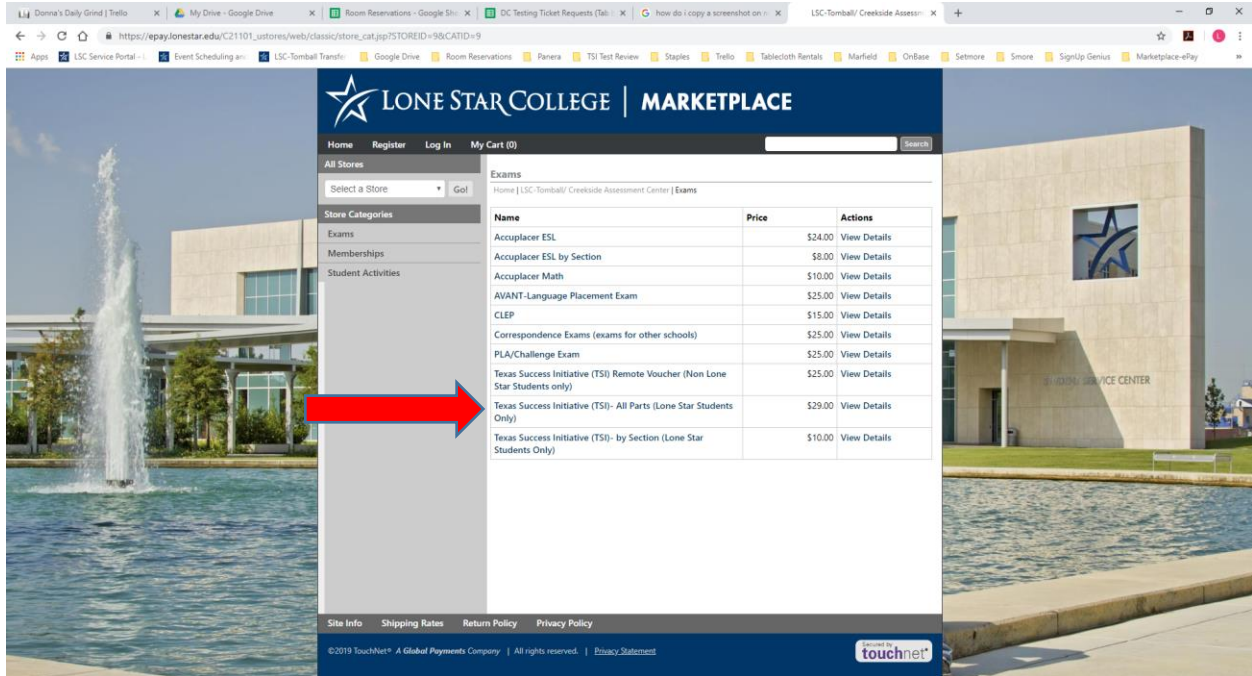 Donna's Daily Grind | Trello
My Drive - Google Drive
Room Reservations - Google She
DC Testing Ticket Requests (Tab
how do i copy a screenshot on
LSC-Tomball/ Creekside Assessm
https://epay.lonestar.edu/C21101_ustores/web/classic/store_cat.jsp?STOREID=9&CATID=9
Apps LSC Service Portal - L Event Scheduling an LSC-Tomball Transfer Google Drive Room Reservations Panera TSI Test Review Staples Trello Tablecloth Rentals Marfield OnBase Setmore Smore SignUp Genius Marketplace-ePay
LONE STAR COLLEGE | MARKETPLACE
Home Register Log In My Cart (0) Search
All Stores
Select a Store Go!
Store Categories
Exams
Memberships
Student Activities
Exams
Home | LSC-Tomball/ Creekside Assessment Center | Exams
Name Price Actions
Accuplacer ESL $24.00 View Details
Accuplacer ESL by Section $8.00 View Details
Accuplacer Math $10.00 View Details
AVANT-Language Placement Exam $25.00 View Details
CLEP $15.00 View Details
Correspondence Exams (exams for other schools) $25.00 View Details
PLA/Challenge Exam $25.00 View Details
Texas Success Initiative (TSI) Remote Voucher (Non Lone $25.00 View Details
Star Students only)
Texas Success Initiative (TSI)- All Parts (Lone Star Students $29.00 View Details
Only)
Texas Success Initiative (TSI)- by Section (Lone Star $10.00 View Details
Students Only)
SERVICE CENTER
Site Info Shipping Rates Return Policy Privacy Policy
©2019 TouchNet® A Global Payments Company | All rights reserved. | Privacy Statement
Secured by
touchnet®